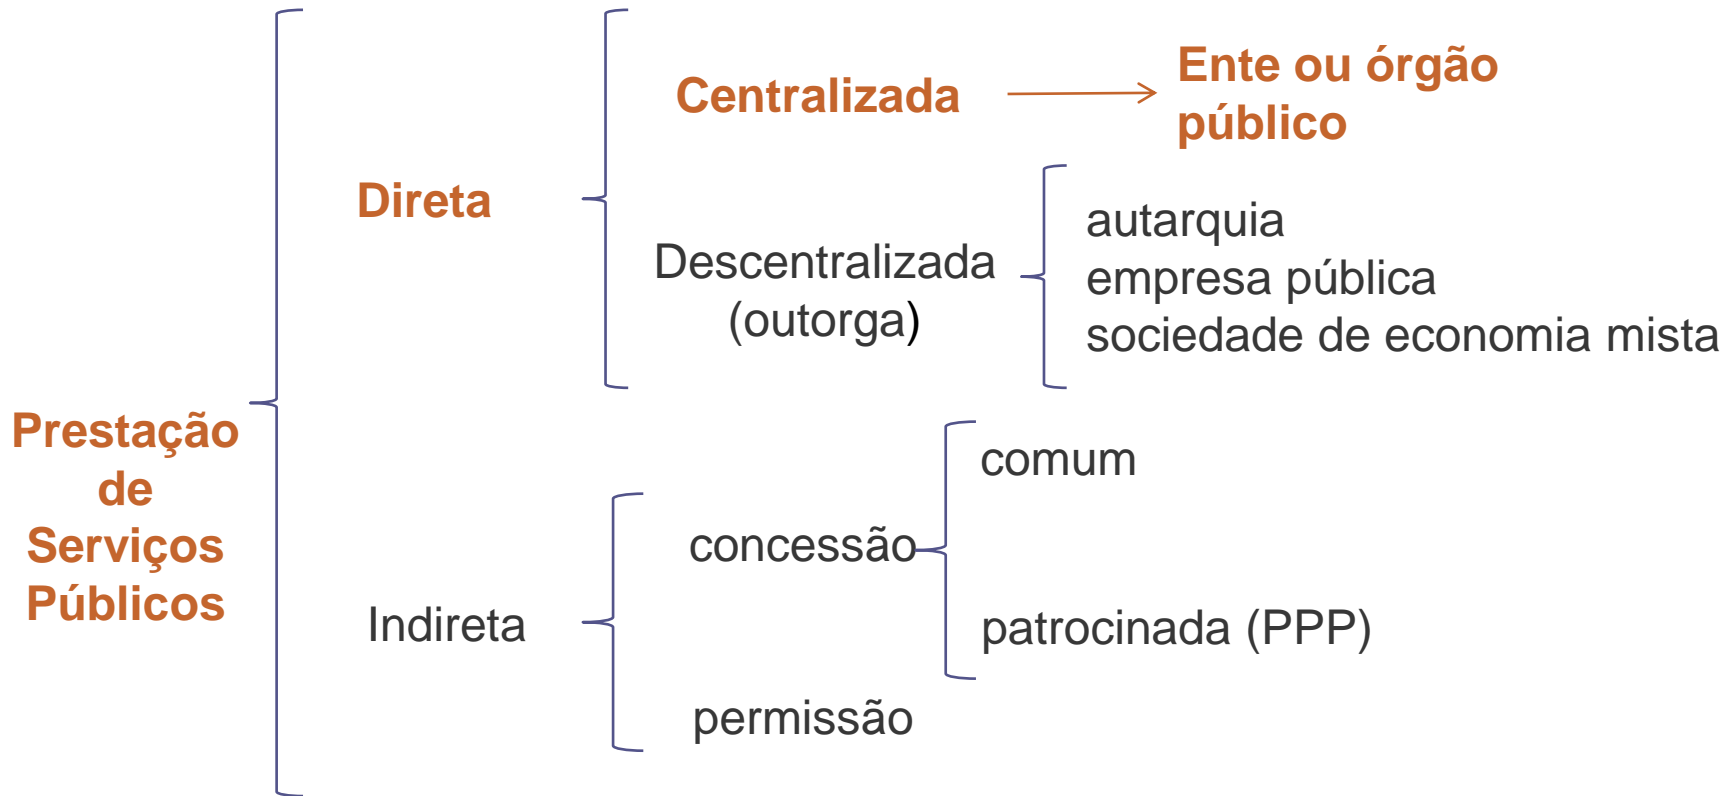 Prestação
de
Serviços
Públicos
Direta
Centralizada
Ente ou órgão
público
Descentralizada
(outorga)
autarquia
empresa pública
sociedade de economia mista
Indireta
concessão
comum
patrocinada (PPP)
permissão